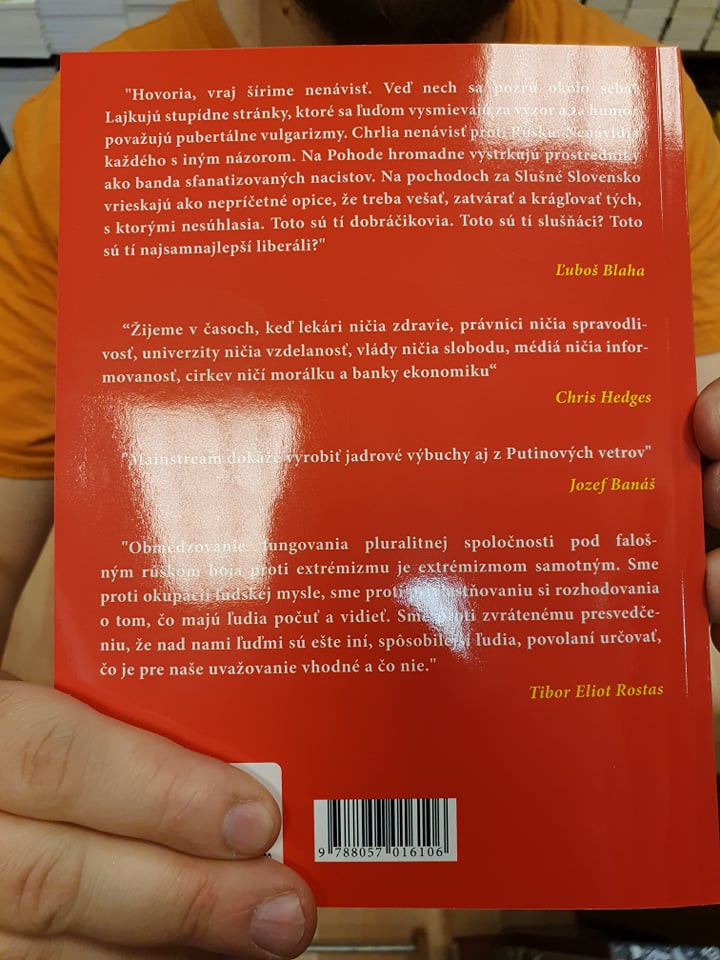 "Hovoria, vraj šírime nenávisť. Veď nech sa pozrú okolo seba.
Lajkujú stupídne stránky, ktoré sa ľuďom vysmievajú za výzor a za humor
považujú pubertálne vulgarizmy. Chrlia nenávisť proti Rusku. Nenávidia
každého s iným názorom. Na Pohode hromadne vystrkujú prostredníky
ako banda sfanatizovaných nacistov. Na pochodoch za Slušné Slovensko
vrieskajú ako nepríčetné opice, že treba vešať, zatvárať a krágľovať tých,
s ktorými nesúhlasia. Toto sú tí dobráčikovia. Toto sú tí slušňáci? Toto
sú tí najsamnajlepší liberáli?"
Ľuboš Blaha
“Žijeme v časoch, keď lekári ničia zdravie, právnici ničia spravodli-
vosť, univerzity ničia vzdelanosť, vlády ničia slobodu, médiá ničia infor-
movanosť, cirkev ničí morálku a banky ekonomiku“
Chris Hedges
"Mainstream dokáže vyrobiť jadrové výbuchy aj z Putinových vetrov"
Jozef Banáš
"Obmedzovanie fungovania pluralitnej spoločnosti pod faloš-
ným rúškom boja proti extrémizmu je extrémizmom samotným. Sme
proti okupácii ľudskej mysle, sme proti privlastňovaniu si rozhodovania
o tom, čo majú ľudia počuť a vidieť. Sme proti zvrátenému presvedče-
niu, že nad nami ľuďmi sú ešte iní, spôsobilejší ľudia, povolaní určovať,
čo je pre naše uvažovanie vhodné a čo nie."
Tibor Eliot Rostas
9 788057 016106